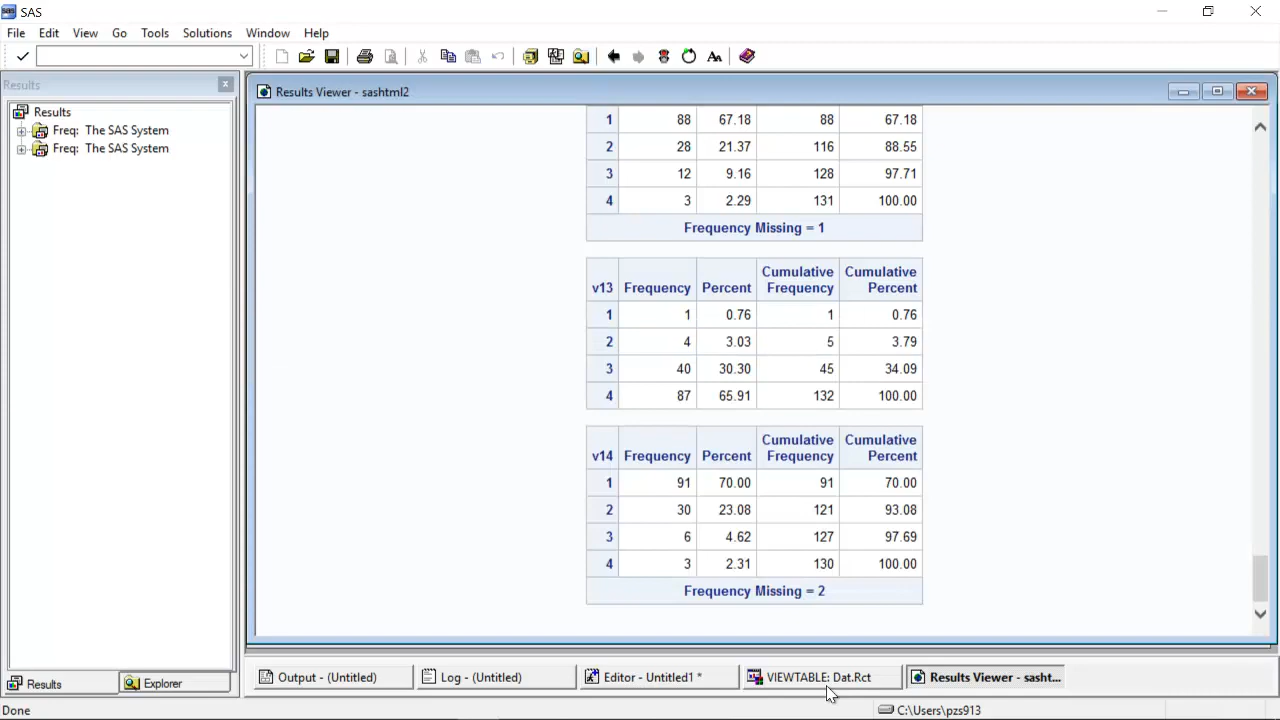 SAS
File Edit View Go Tools Solutions Window Help
Results
Results Viewer - sashtml2
Results
Freq: The SAS System
Freq: The SAS System
1 88 67.18 88 67.18
2 28 21.37 116 88.55
3 12 9.16 128 97.71
4 3 2.29 131 100.00
Frequency Missing = 1
v13 Frequency Percent Cumulative Frequency Cumulative Percent
1 1 0.76 1 0.76
2 4 3.03 5 3.79
3 40 30.30 45 34.09
4 87 65.91 132 100.00
v14 Frequency Percent Cumulative Frequency Cumulative Percent
1 91 70.00 91 70.00
2 30 23.08 121 93.08
3 6 4.62 127 97.69
4 3 2.31 130 100.00
Frequency Missing = 2
Results Explorer
Output - (Untitled) Log - (Untitled) Editor - Untitled1 * VIEWTABLE: Dat.Rct Results Viewer - sasht...
Done C:\Users\pzs913